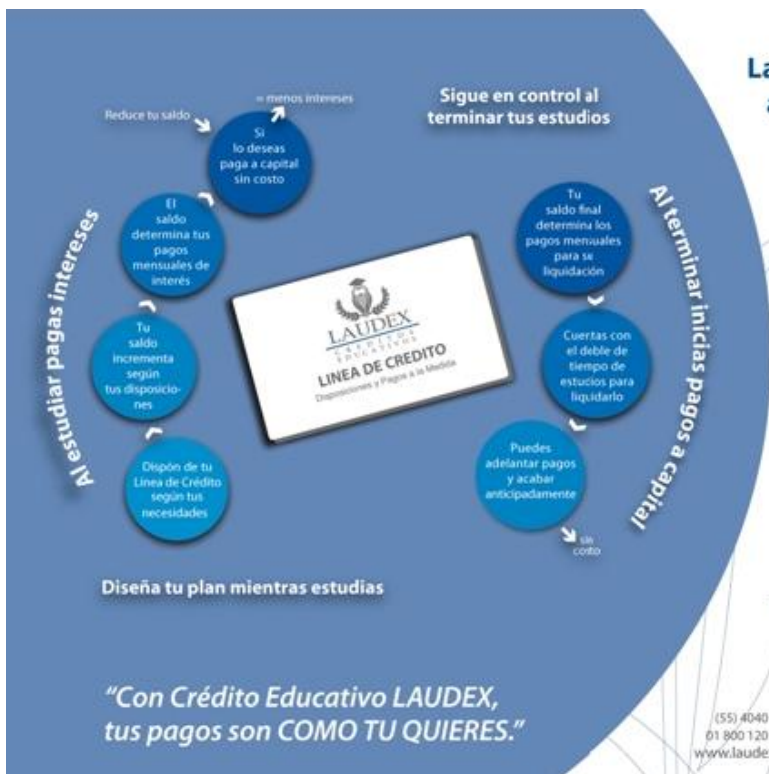 La
a
Sigue en control al
terminar tus estudios
Reduce tu saldo
= menos intereses
Si
lo deseas
paga a capital
sin costo
El
saldo
determina tus
pagos
mensuales de
interés
Tu
saldo
incrementa
según
tus disposicio-
nes
Dispón de tu
Línea de Crédito
según tus
necesidades
Al estudiar pagas intereses
LAUDEX
CRÉDITOS
EDUCATIVOS
LINEA DE CREDITO
Disposiciones y Pagos a la Medida
Tu
saldo final
determina los
pagos mensuales
para su
liquidación
Cuertas con
el deble de
tiempo de
estudios para
liquidarlo
Puedes
adelantar pagos
y acabar
anticipadamente
sin
costo
Al terminar inicias pagos a capital
Diseña tu plan mientras estudias
"Con Crédito Educativo LAUDEX,
tus pagos son COMO TU QUIERES."
(55) 4040
01 800 120
www.laude